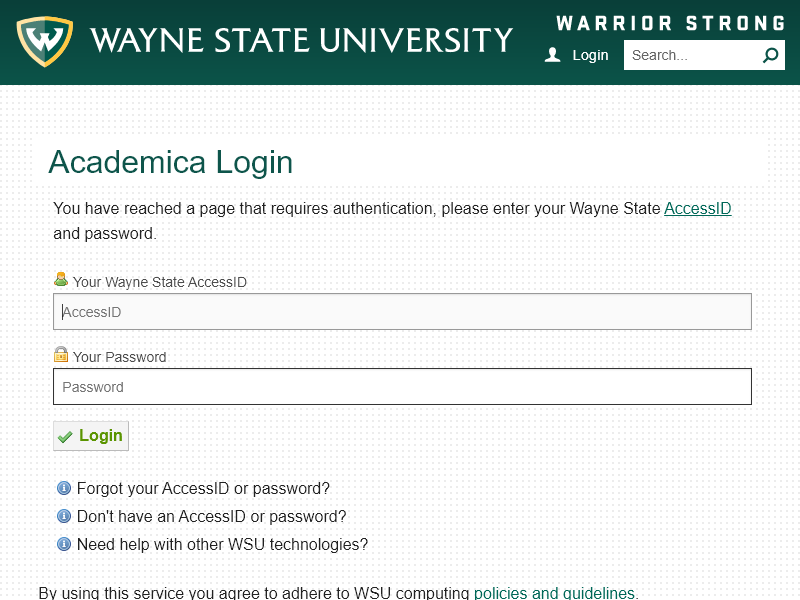 WARRIOR STRONG
WAYNE STATE UNIVERSITY
Login
Search...
Academica Login
You have reached a page that requires authentication, please enter your Wayne State AccessID
and password.
Your Wayne State AccessID
AccessID
Your Password
Password
Login
Forgot your AccessID or password?
Don't have an AccessID or password?
Need help with other WSU technologies?
By using this service you agree to adhere to WSU computing policies and guidelines.